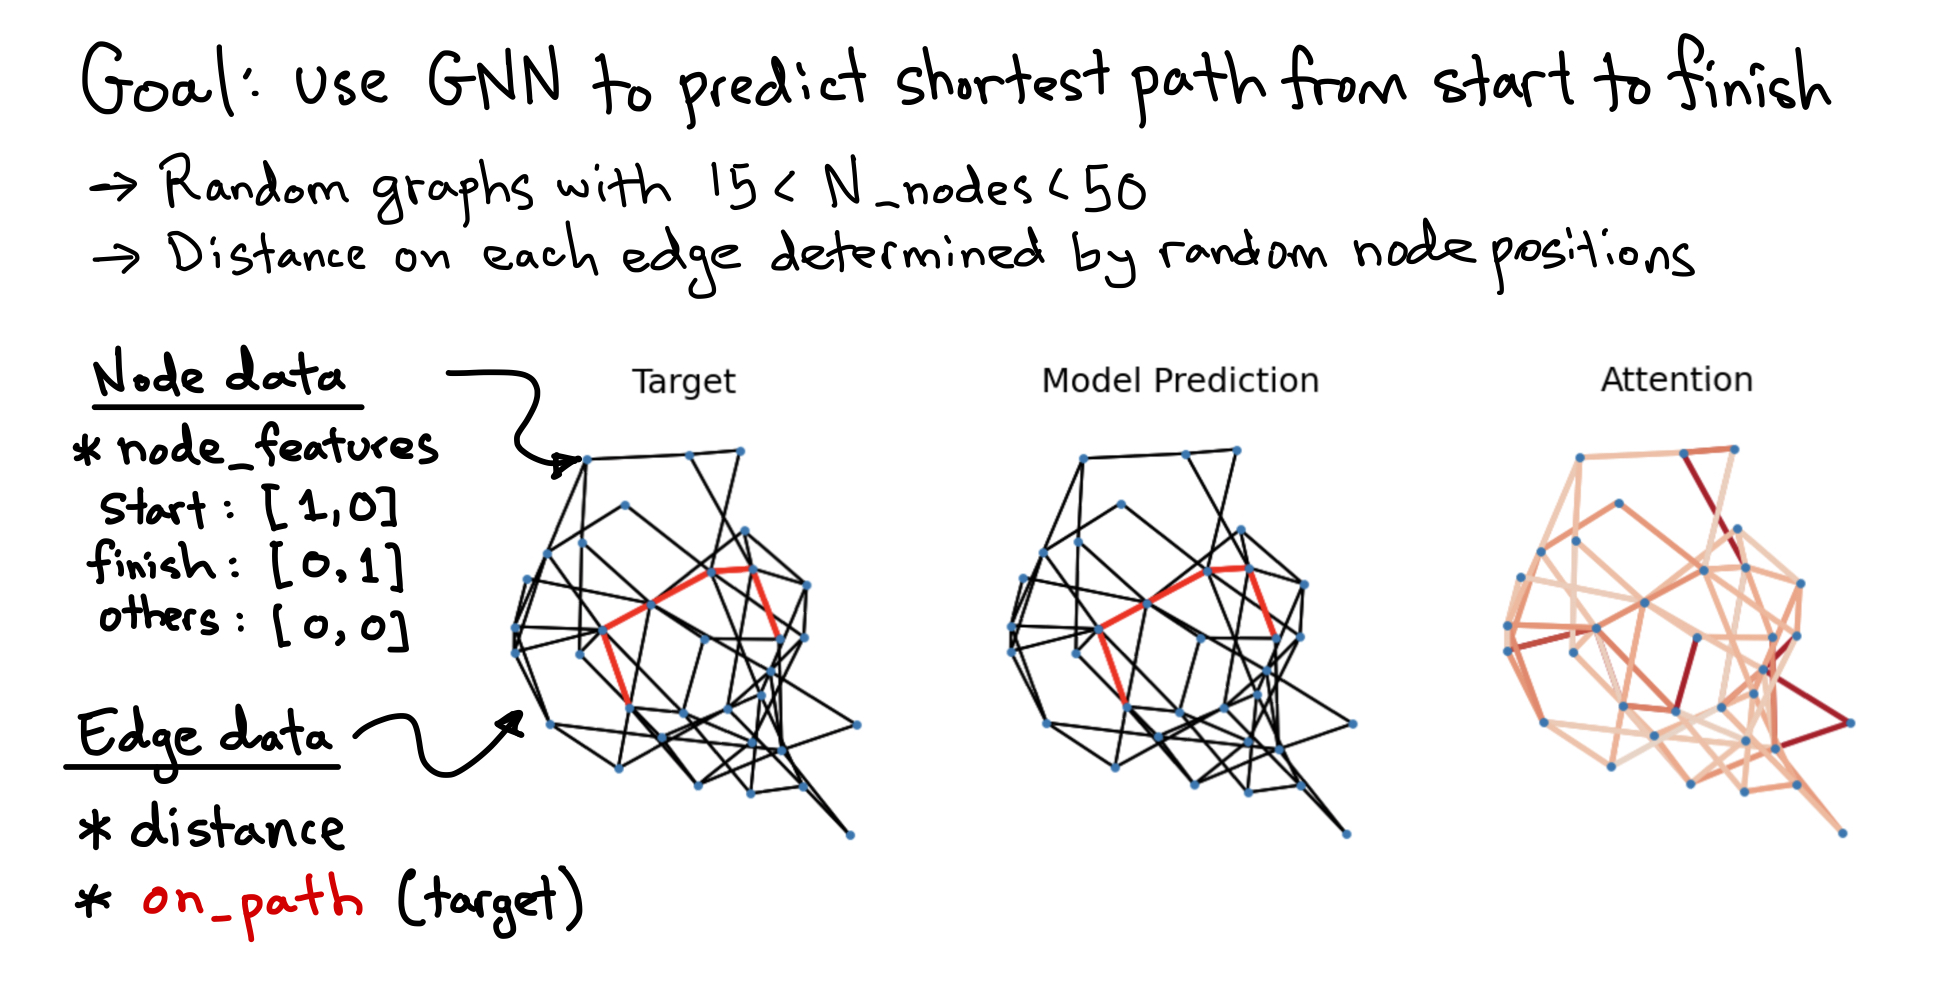 Goal: use GNN to predict shortest path from start to finish
→ Random graphs with 15 < N_nodes < 50
→ Distance on each edge determined by random node positions
Node data
* node_features
start: [1,0]
finish: [0,1]
others: [0,0]
Edge data
* distance
* on_path (target)
Target
Model Prediction
Attention